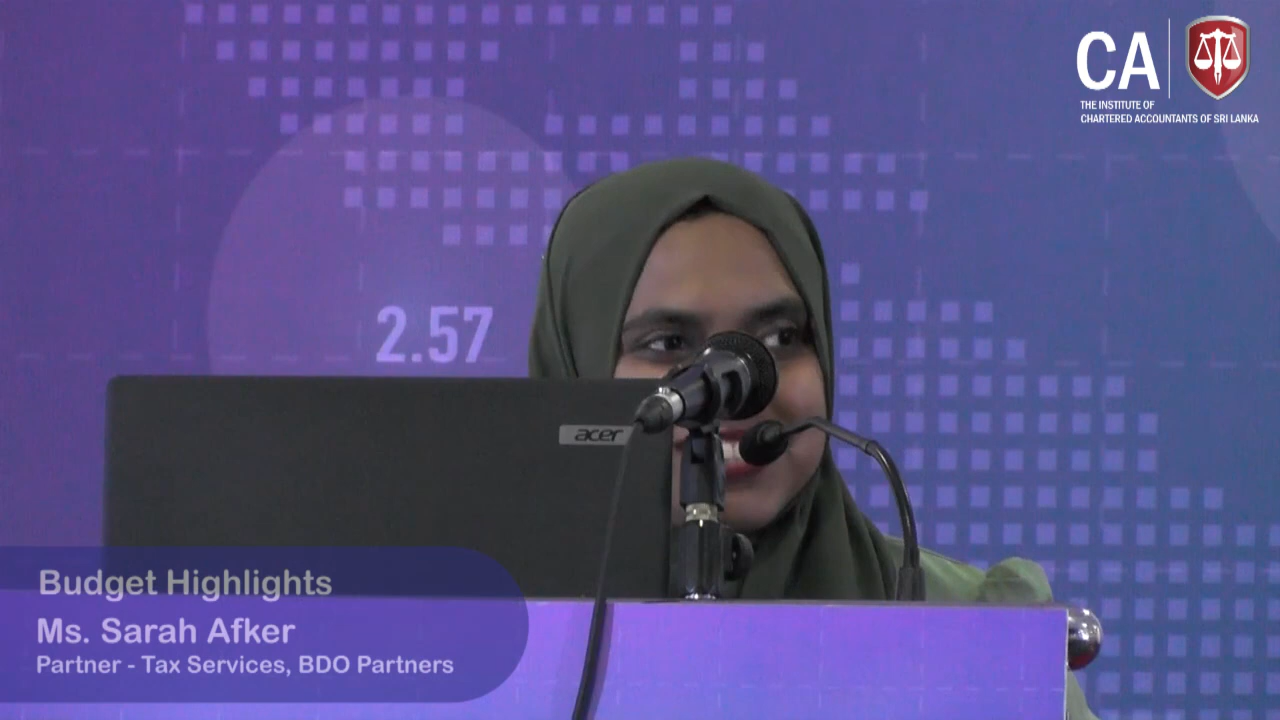 CA
THE INSTITUTE OF
CHARTERED ACCOUNTANTS OF SRI LANKA
2.57
acer
Budget Highlights
Ms. Sarah Afker
Partner - Tax Services, BDO Partners